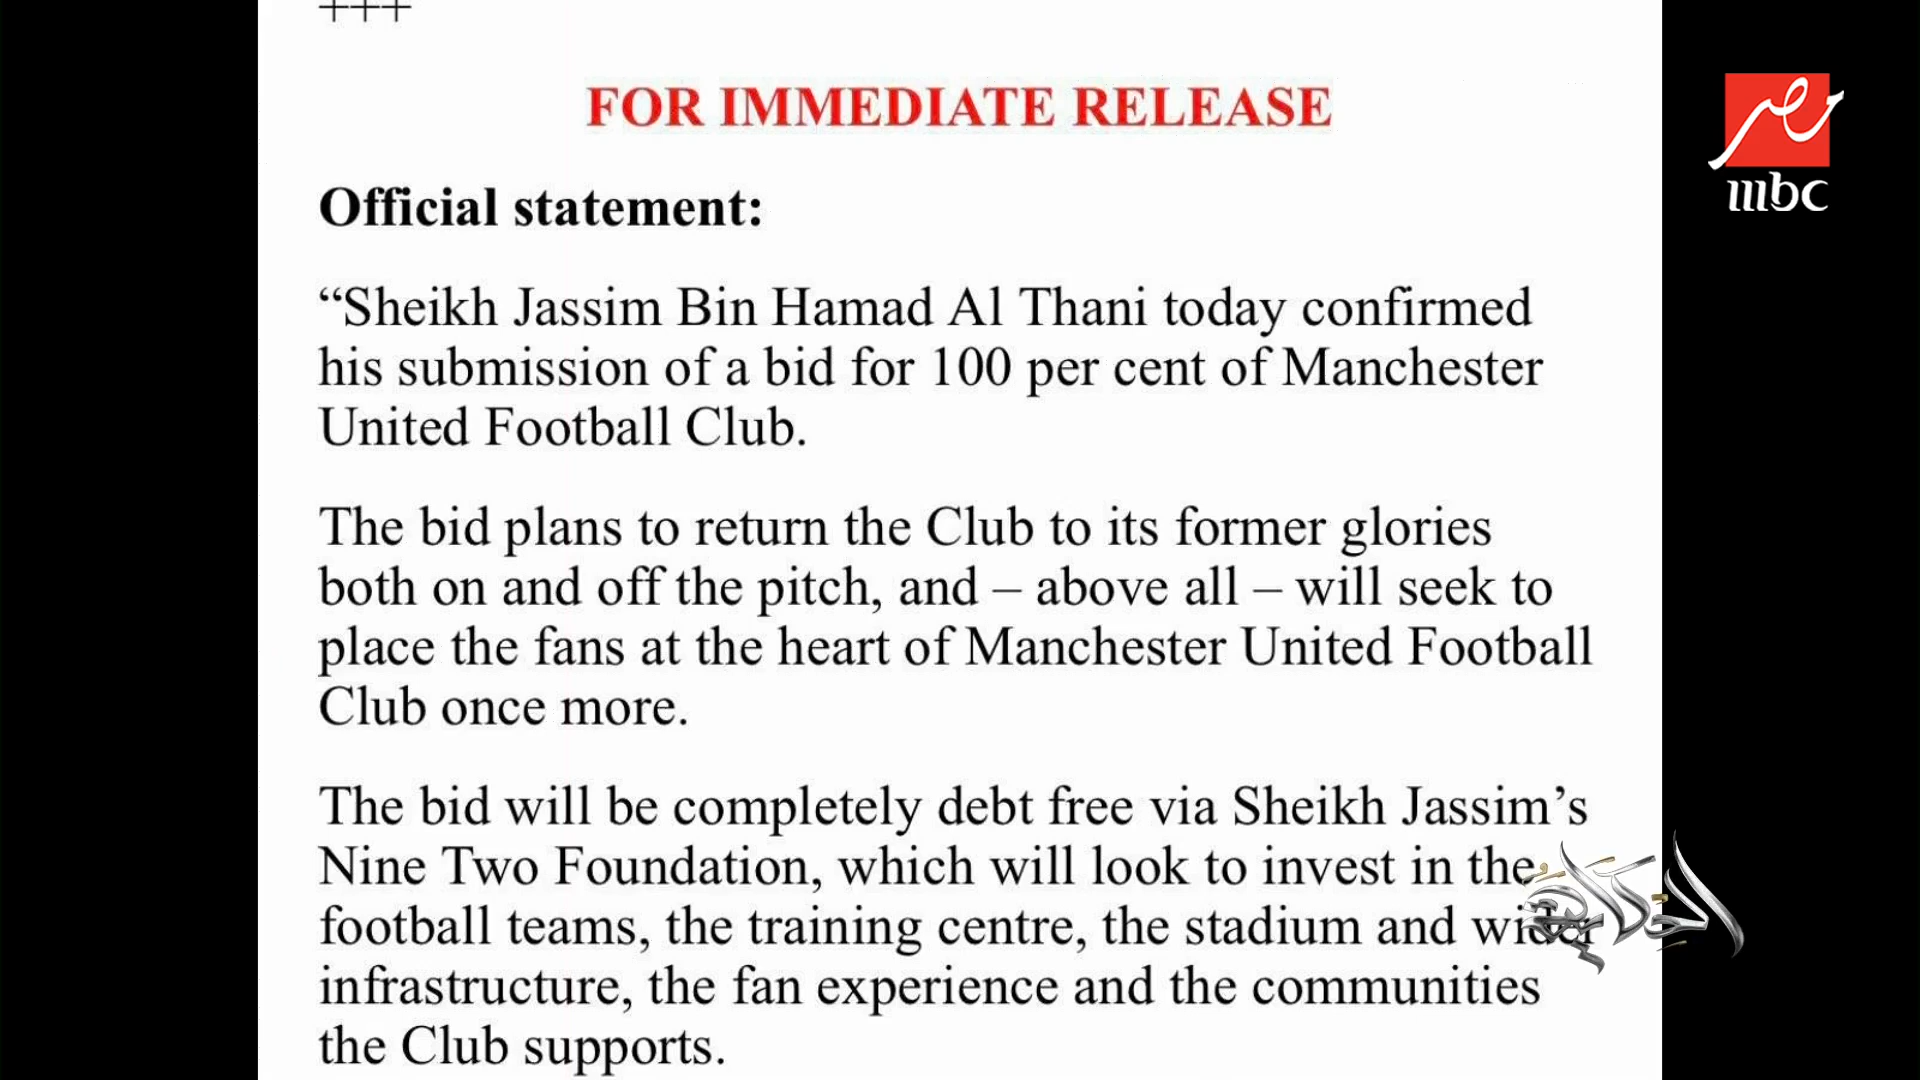 +++
FOR IMMEDIATE RELEASE
Official statement:
“Sheikh Jassim Bin Hamad Al Thani today confirmed
his submission of a bid for 100 per cent of Manchester
United Football Club.
The bid plans to return the Club to its former glories
both on and off the pitch, and – above all – will seek to
place the fans at the heart of Manchester United Football
Club once more.
The bid will be completely debt free via Sheikh Jassim’s
Nine Two Foundation, which will look to invest in the
football teams, the training centre, the stadium and wider
infrastructure, the fan experience and the communities
the Club supports.
مصر
mbc
الحكاية